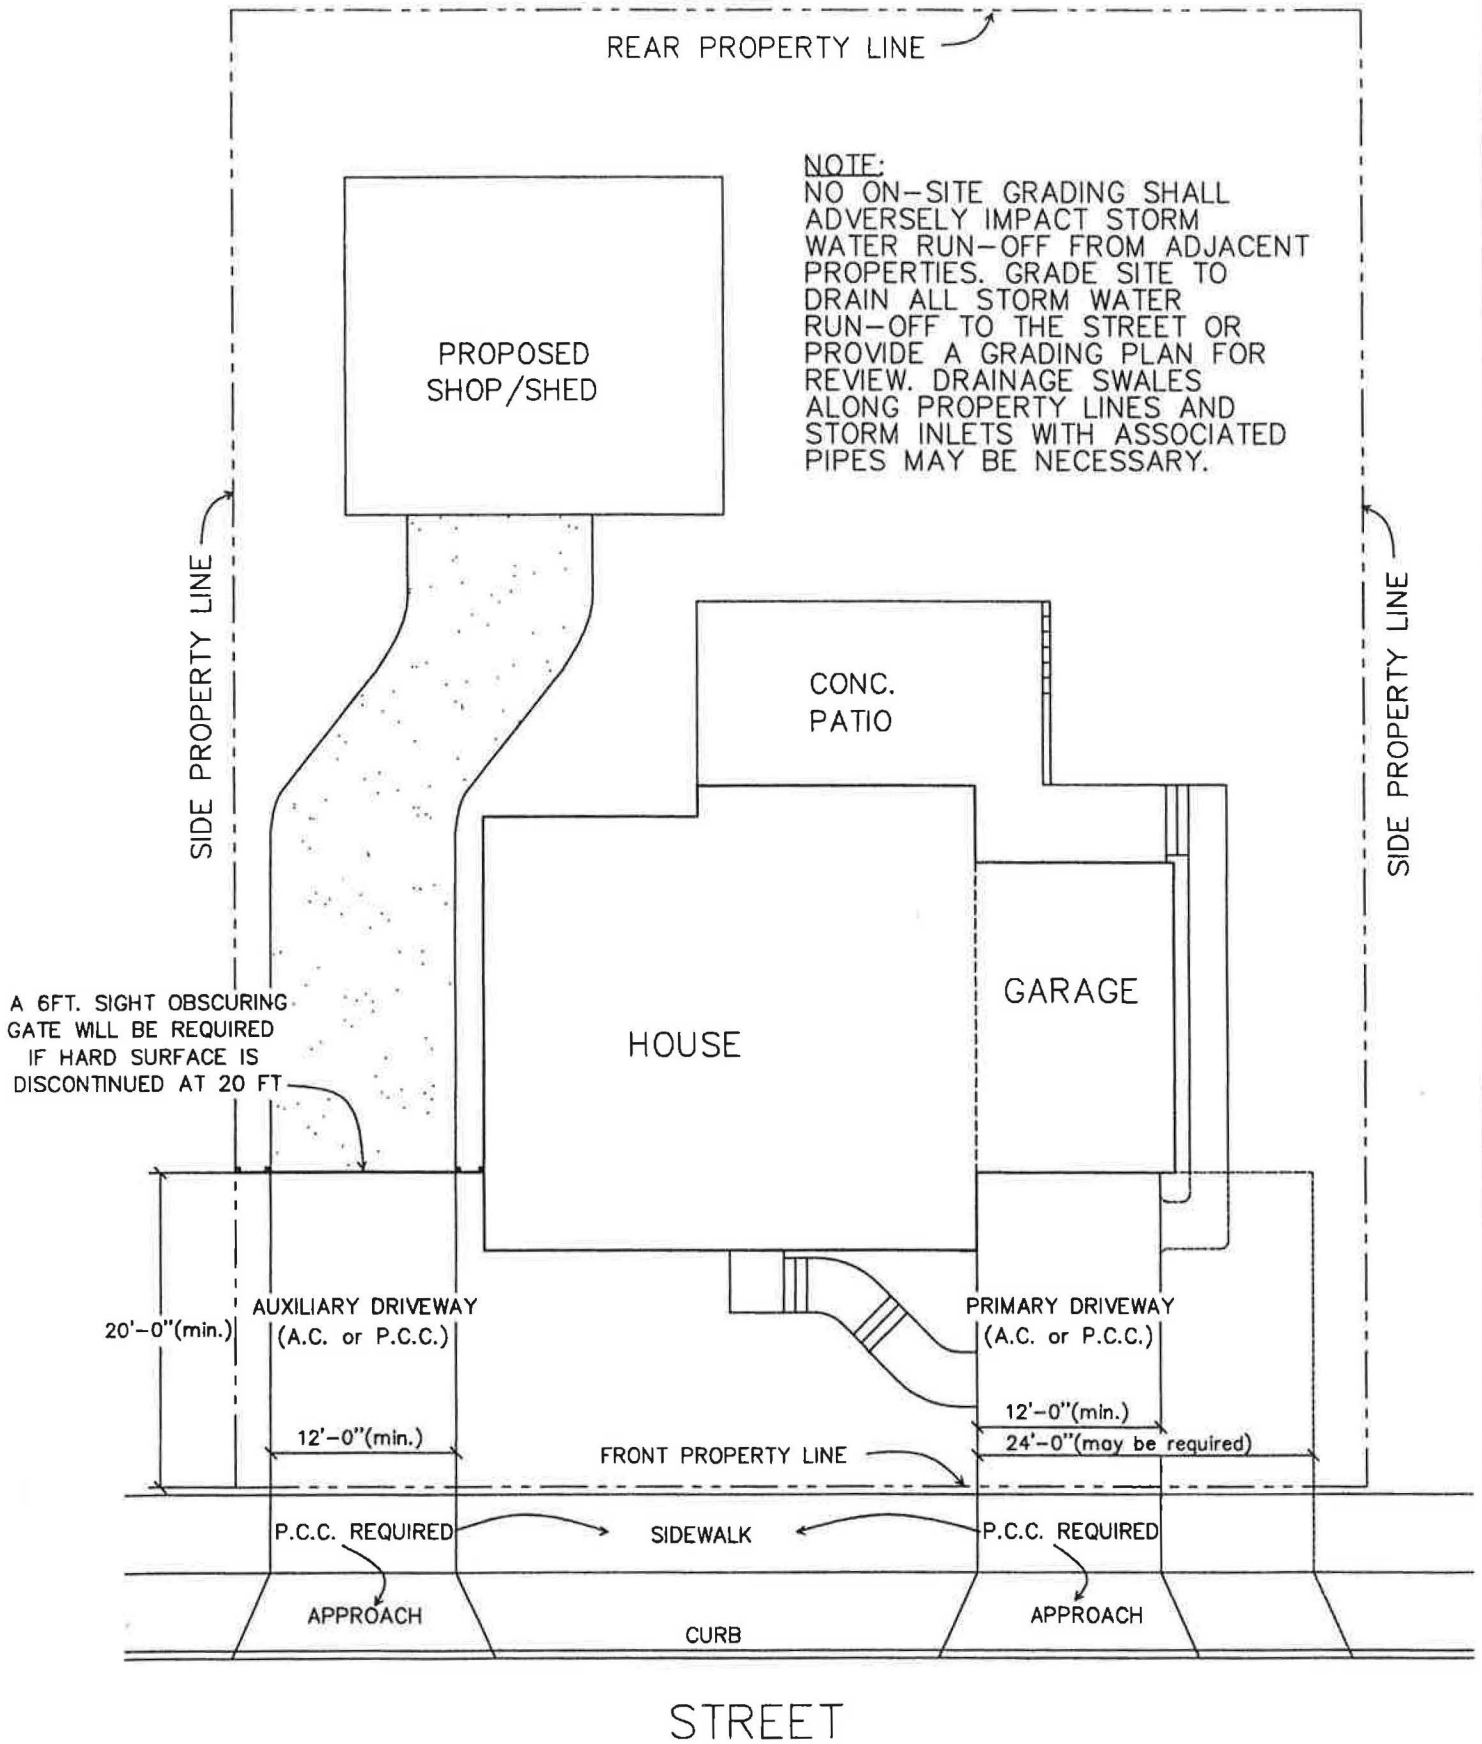 REAR PROPERTY LINE
NOTE:
NO ON-SITE GRADING SHALL
ADVERSELY IMPACT STORM
WATER RUN-OFF FROM ADJACENT
PROPERTIES. GRADE SITE TO
DRAIN ALL STORM WATER
RUN-OFF TO THE STREET OR
PROVIDE A GRADING PLAN FOR
REVIEW. DRAINAGE SWALES
ALONG PROPERTY LINES AND
STORM INLETS WITH ASSOCIATED
PIPES MAY BE NECESSARY.
PROPOSED
SHOP/SHED
SIDE PROPERTY LINE
SIDE PROPERTY LINE
CONC.
PATIO
A 6FT. SIGHT OBSCURING
GATE WILL BE REQUIRED
IF HARD SURFACE IS
DISCONTINUED AT 20 FT
HOUSE
GARAGE
20'-0"(min.)
AUXILIARY DRIVEWAY
(A.C. or P.C.C.)
PRIMARY DRIVEWAY
(A.C. or P.C.C.)
12'-0"(min.)
12'-0"(min.)
24'-0"(may be required)
FRONT PROPERTY LINE
P.C.C. REQUIRED
SIDEWALK
P.C.C. REQUIRED
APPROACH
APPROACH
CURB
STREET